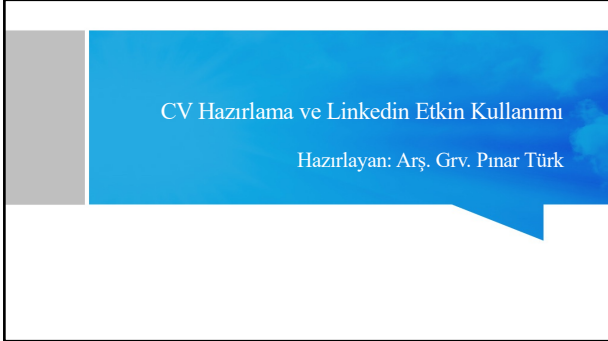 CV Hazırlama ve Linkedin Etkin Kullanımı
Hazırlayan: Arş. Grv. Pınar Türk